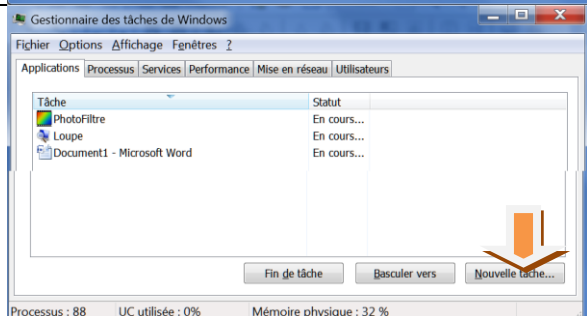 Gestionnaire des tâches de Windows
Fichier Options Affichage Fenêtres ?
Applications Processus Services Performance Mise en réseau Utilisateurs
Tâche Statut
PhotoFiltre En cours...
Loupe En cours...
Document1 - Microsoft Word En cours...
Fin de tâche Basculer vers Nouvelle tâche...
Processus : 88 UC utilisée : 0% Mémoire physique : 32 %